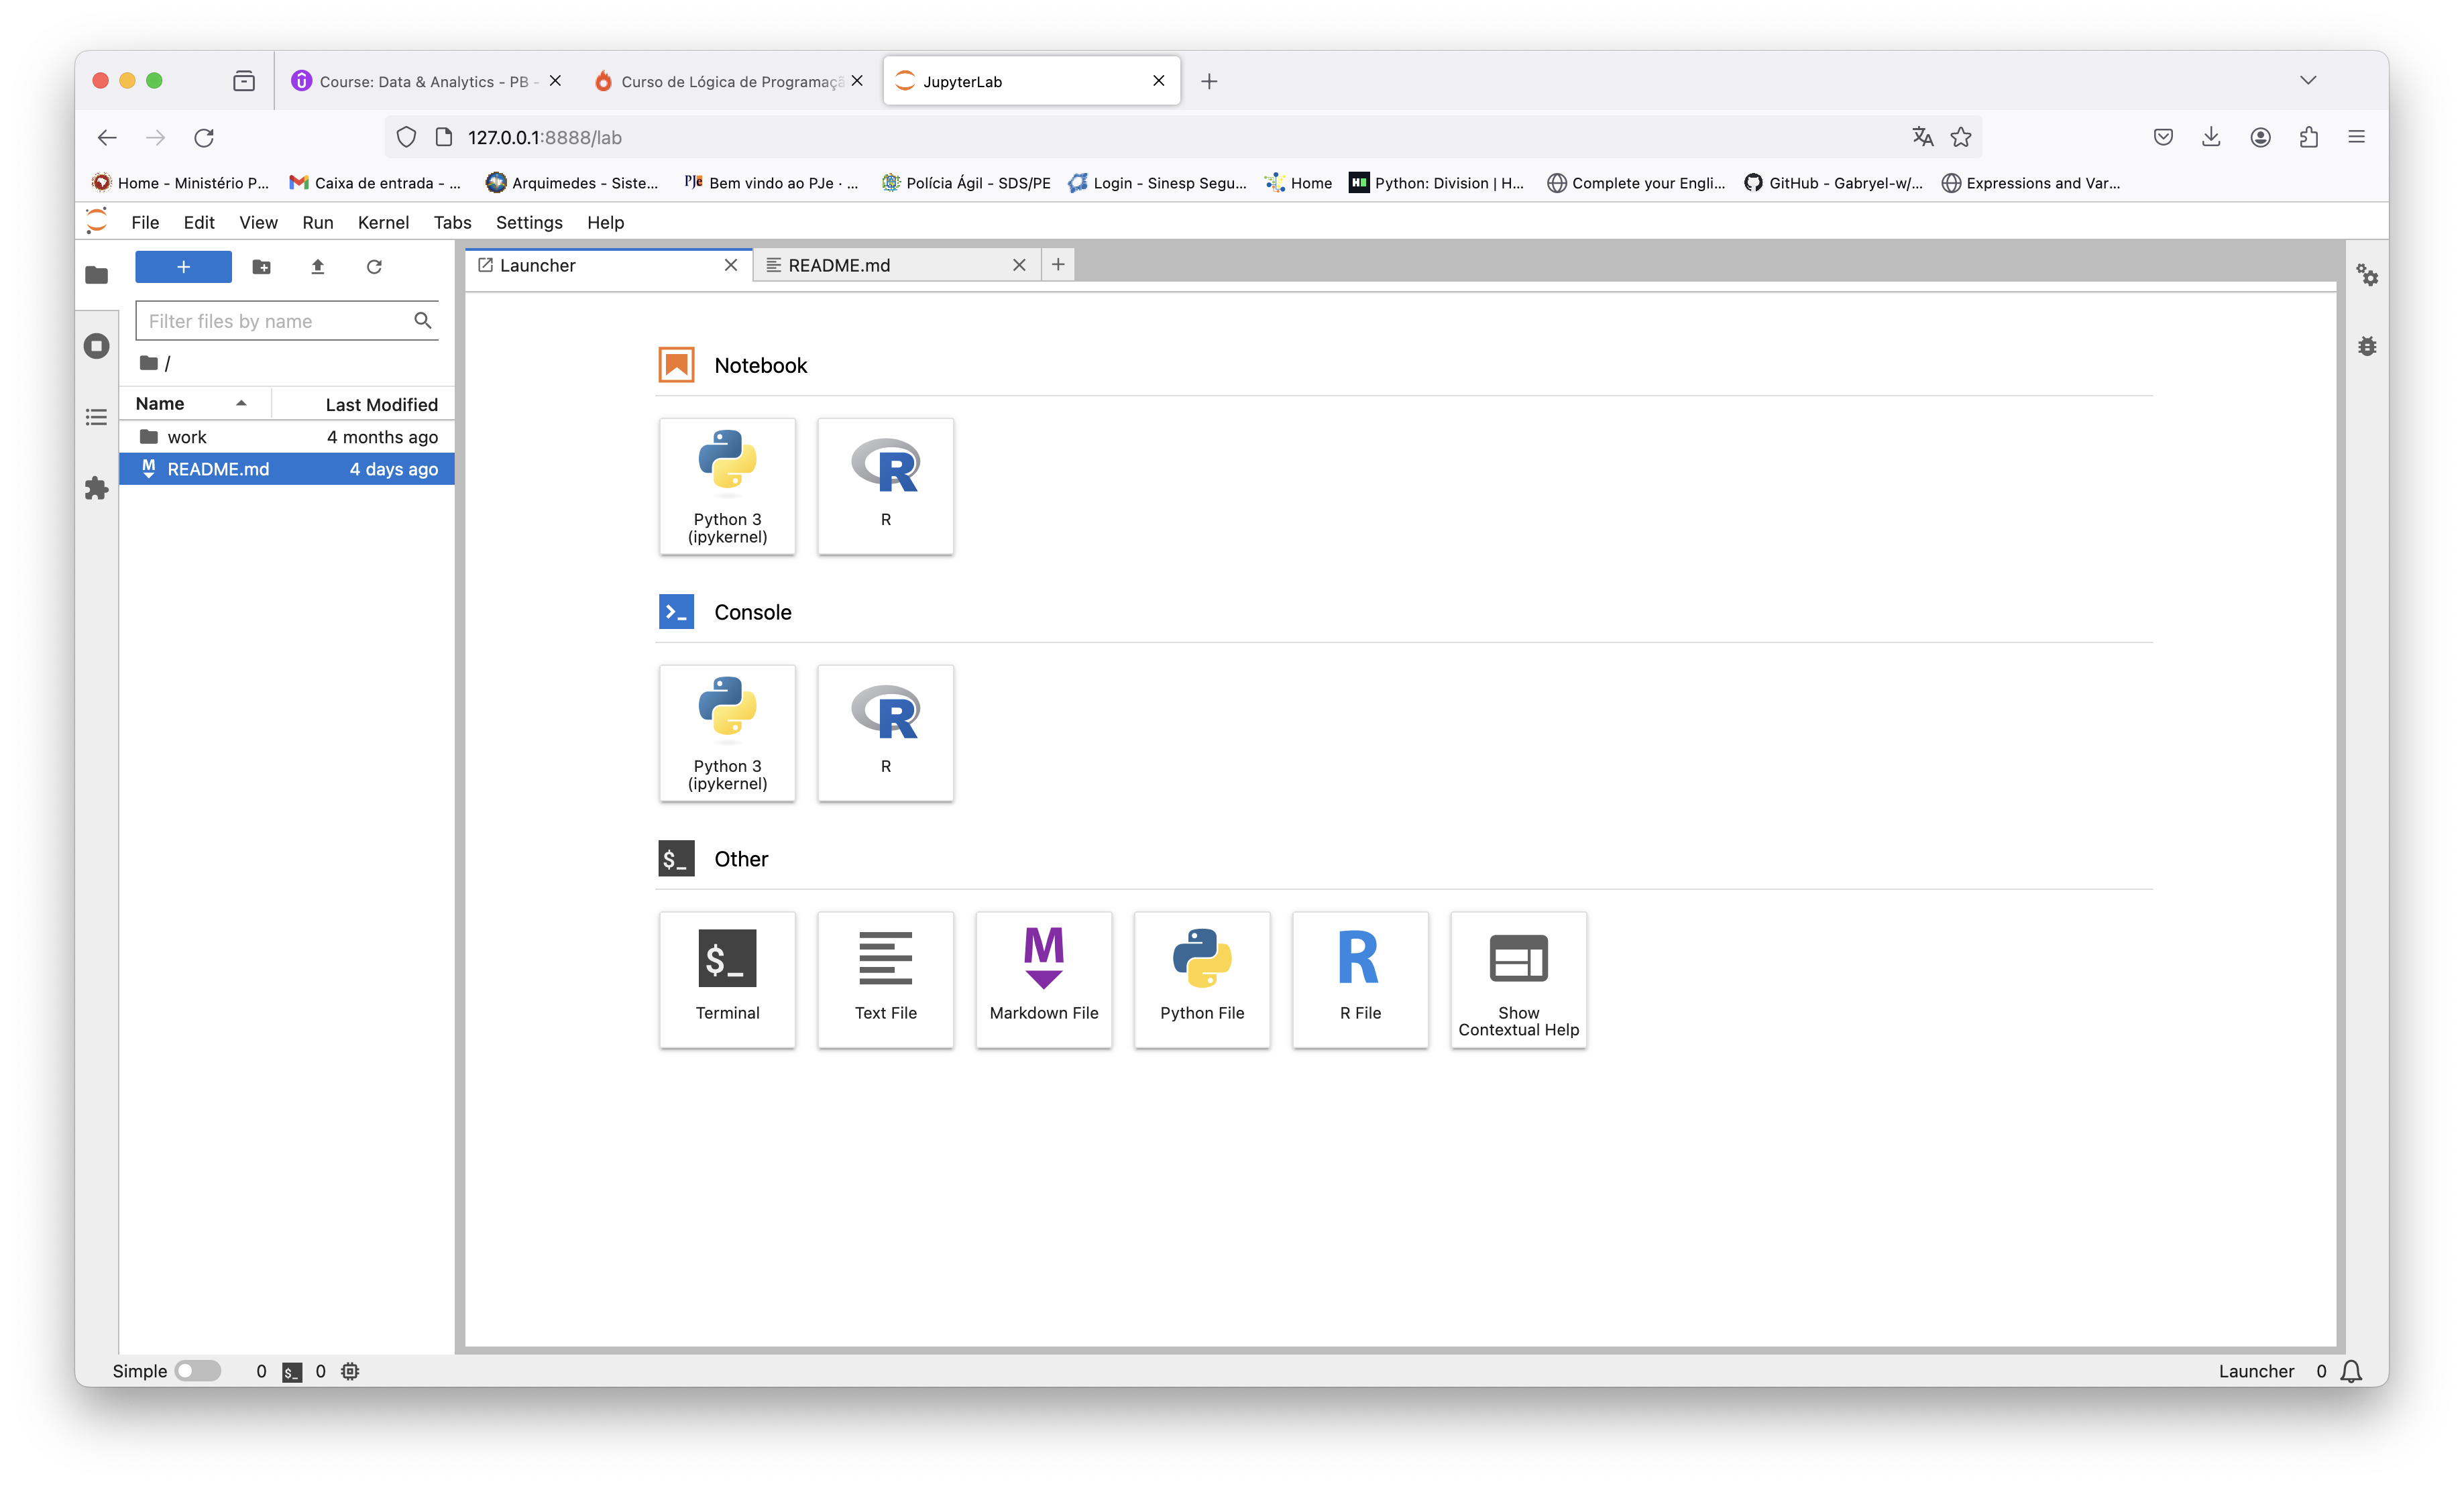 Course: Data & Analytics - PB -
Curso de Lógica de Programaçã
JupyterLab
127.0.0.1:8888/lab
Home - Ministério P...
Caixa de entrada - ...
Arquimedes - Siste...
PJe
Bem vindo ao PJe · ...
Polícia Ágil - SDS/PE
Login - Sinesp Segu...
Home
H
Python: Division | H...
Complete your Engli...
GitHub - Gabryel-w/...
Expressions and Var...
File Edit View Run Kernel Tabs Settings Help
+
Launcher
README.md
Filter files by name
/
Name Last Modified
work 4 months ago
M README.md 4 days ago
Notebook
Python 3
(ipykernel)
R
R
Console
>_
Python 3
(ipykernel)
R
R
$_
Other
$_
Terminal
Text File
M
Markdown File
Python File
R
R File
Show
Contextual Help
Simple 0 $_ 0
Launcher 0